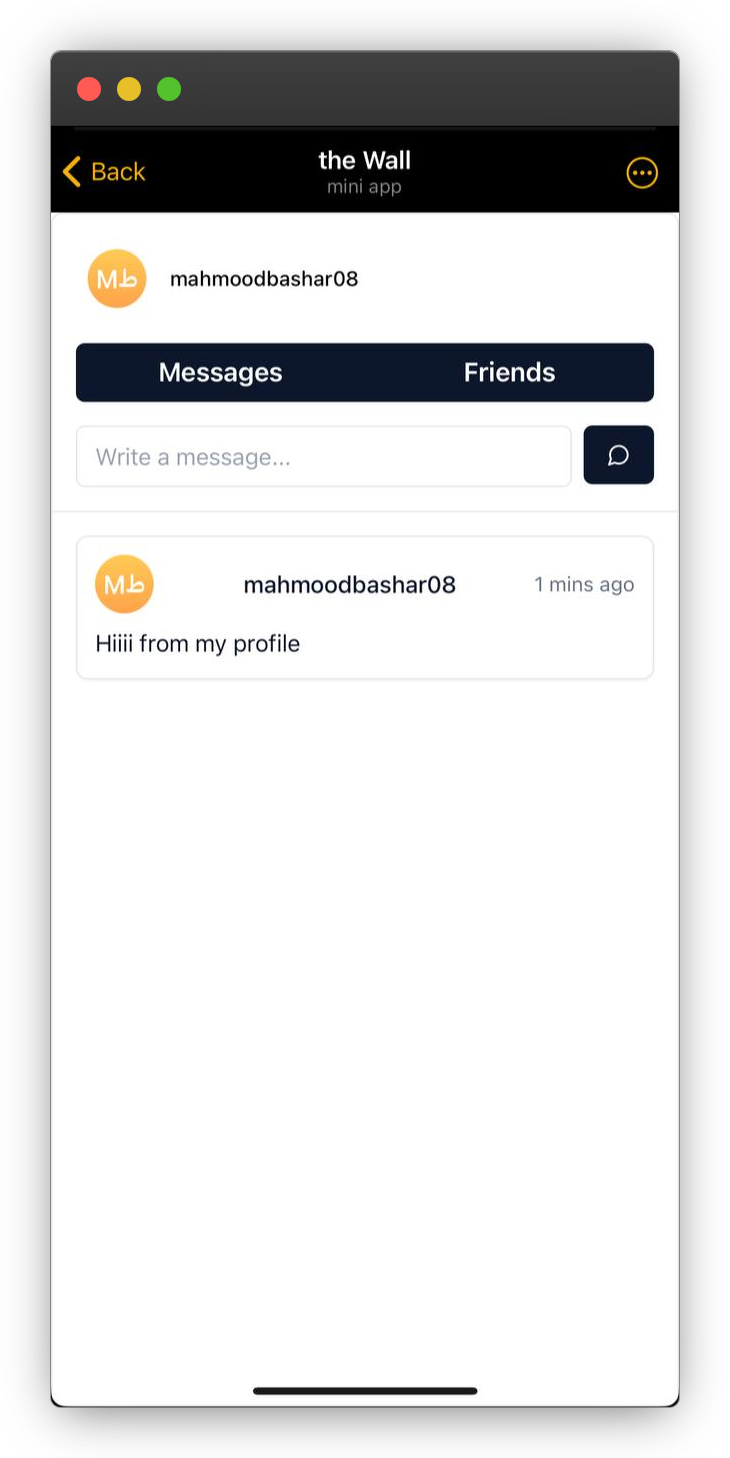 the Wall
Back
mini app
Mط
mahmoodbashar08
Messages Friends
Write a message...
Mط
mahmoodbashar08
1 mins ago
Hiiii from my profile